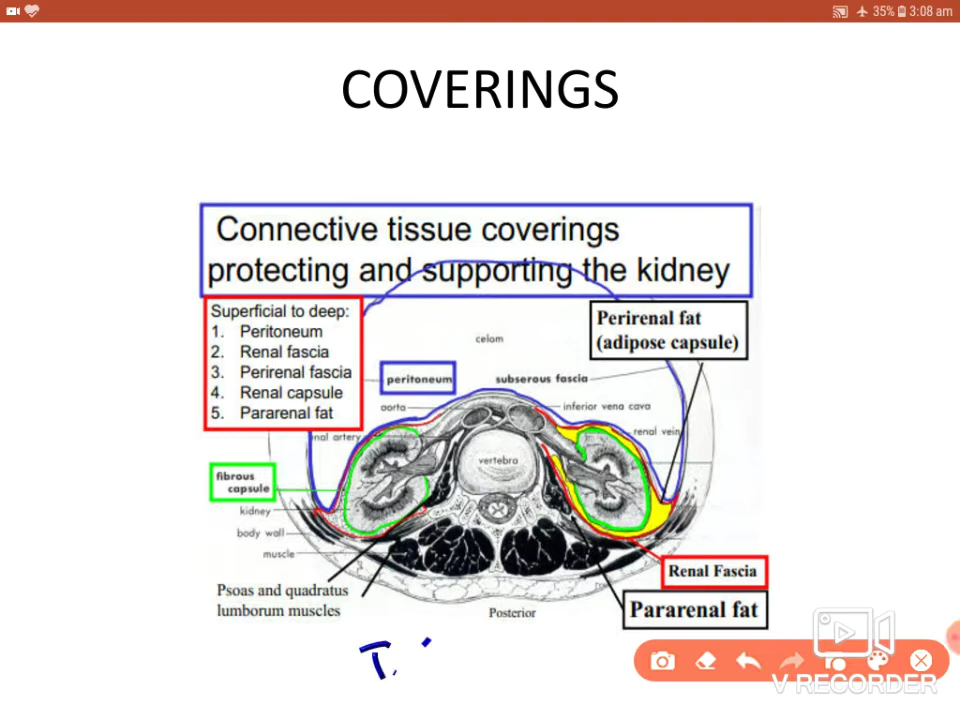 35% 3:08 am
COVERINGS
Connective tissue coverings
protecting and supporting the kidney
Superficial to deep:
1. Peritoneum
2. Renal fascia
3. Perirenal fascia
4. Renal capsule
5. Pararenal fat
Perirenal fat
(adipose capsule)
celom
peritoneum
subserous fascia
aorta
inferior vena cava
nal artery
renal vein
vertebra
fibrous
capsule
kidney
body wall
muscle
Renal Fascia
Psoas and quadratus
lumborum muscles
Posterior
Pararenal fat
V RECORDER